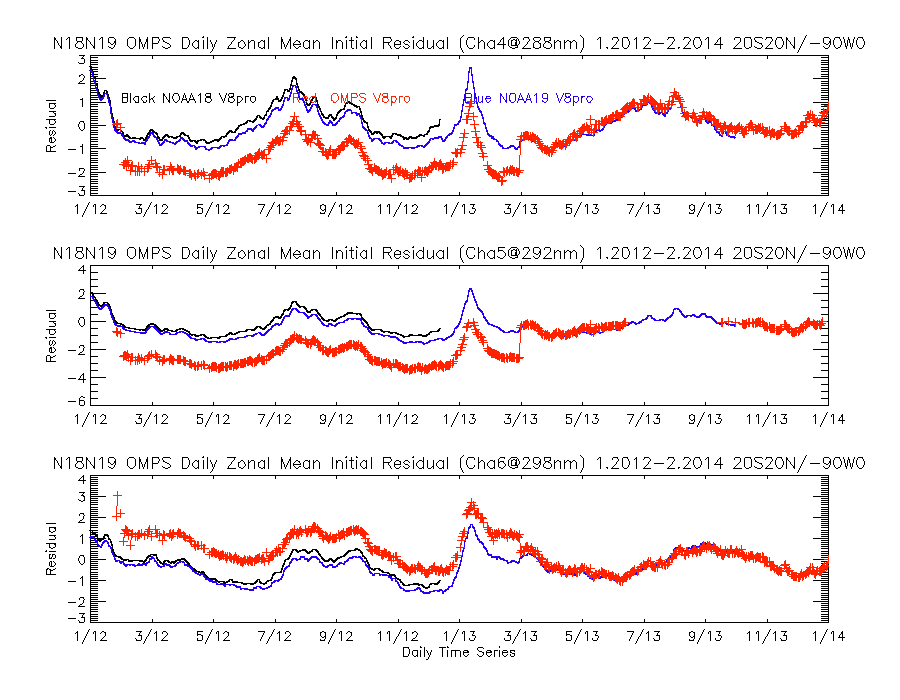 N18N19 OMPS Daily Zonal Mean Initial Residual (Cha4@288nm) 1.2012-2.2014 20S20N/-90W0
3
2
1
0
-1
-2
-3
Residual
Black NOAA18 V8pro Red OMPS V8pro Blue NOAA19 V8pro
1/12 3/12 5/12 7/12 9/12 11/12 1/13 3/13 5/13 7/13 9/13 11/13 1/14
N18N19 OMPS Daily Zonal Mean Initial Residual (Cha5@292nm) 1.2012-2.2014 20S20N/-90W0
4
2
0
-2
-4
-6
Residual
1/12 3/12 5/12 7/12 9/12 11/12 1/13 3/13 5/13 7/13 9/13 11/13 1/14
N18N19 OMPS Daily Zonal Mean Initial Residual (Cha6@298nm) 1.2012-2.2014 20S20N/-90W0
4
3
2
1
0
-1
-2
-3
Residual
1/12 3/12 5/12 7/12 9/12 11/12 1/13 3/13 5/13 7/13 9/13 11/13 1/14
Daily Time Series